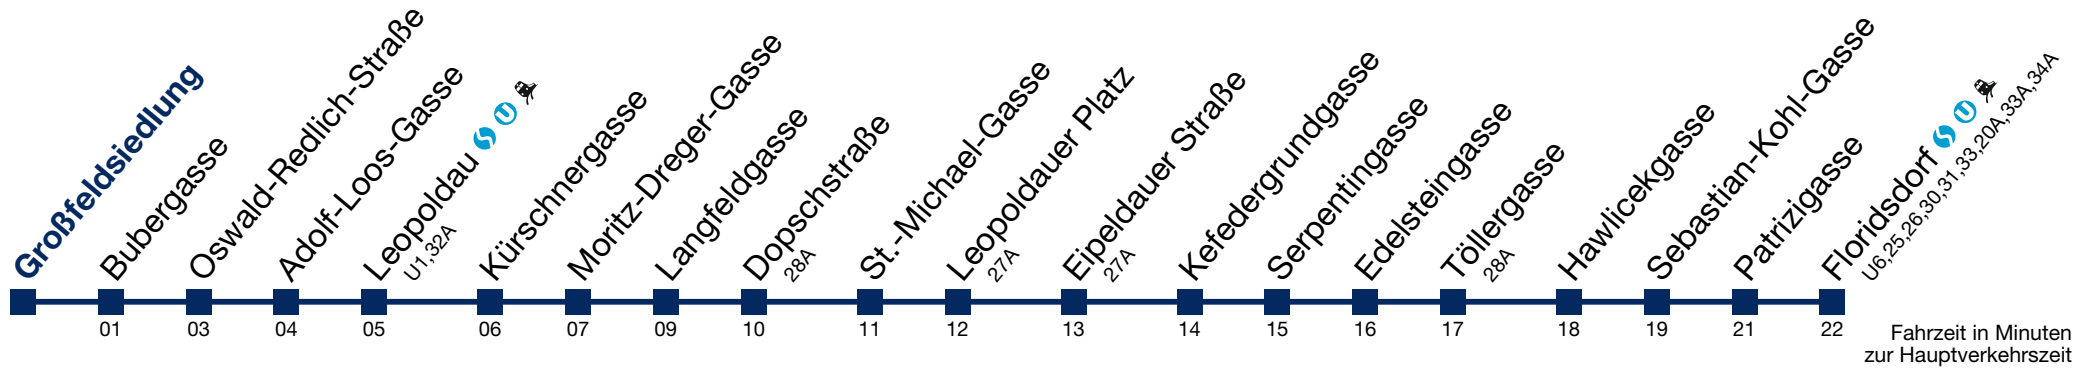 Großfeldsiedlung
Bubergasse
Oswald-Redlich-Straße
Adolf-Loos-Gasse
Leopoldau
U1,32A
Kürschnergasse
Moritz-Dreger-Gasse
Langfeldgasse
Dopschstraße
28A
St.-Michael-Gasse
Leopoldauer Platz
27A
Eipeldauer Straße
27A
Kefedergrundgasse
Serpentingasse
Edelsteingasse
Töllergasse
28A
Hawlicekgasse
Sebastian-Kohl-Gasse
Patrizigasse
Floridsdorf
U6,25,26,30,31,33,20A,33A,34A
01 03 04 05 06 07 09 10 11 12 13 14 15 16 17 18 19 21 22
Fahrzeit in Minuten
zur Hauptverkehrszeit